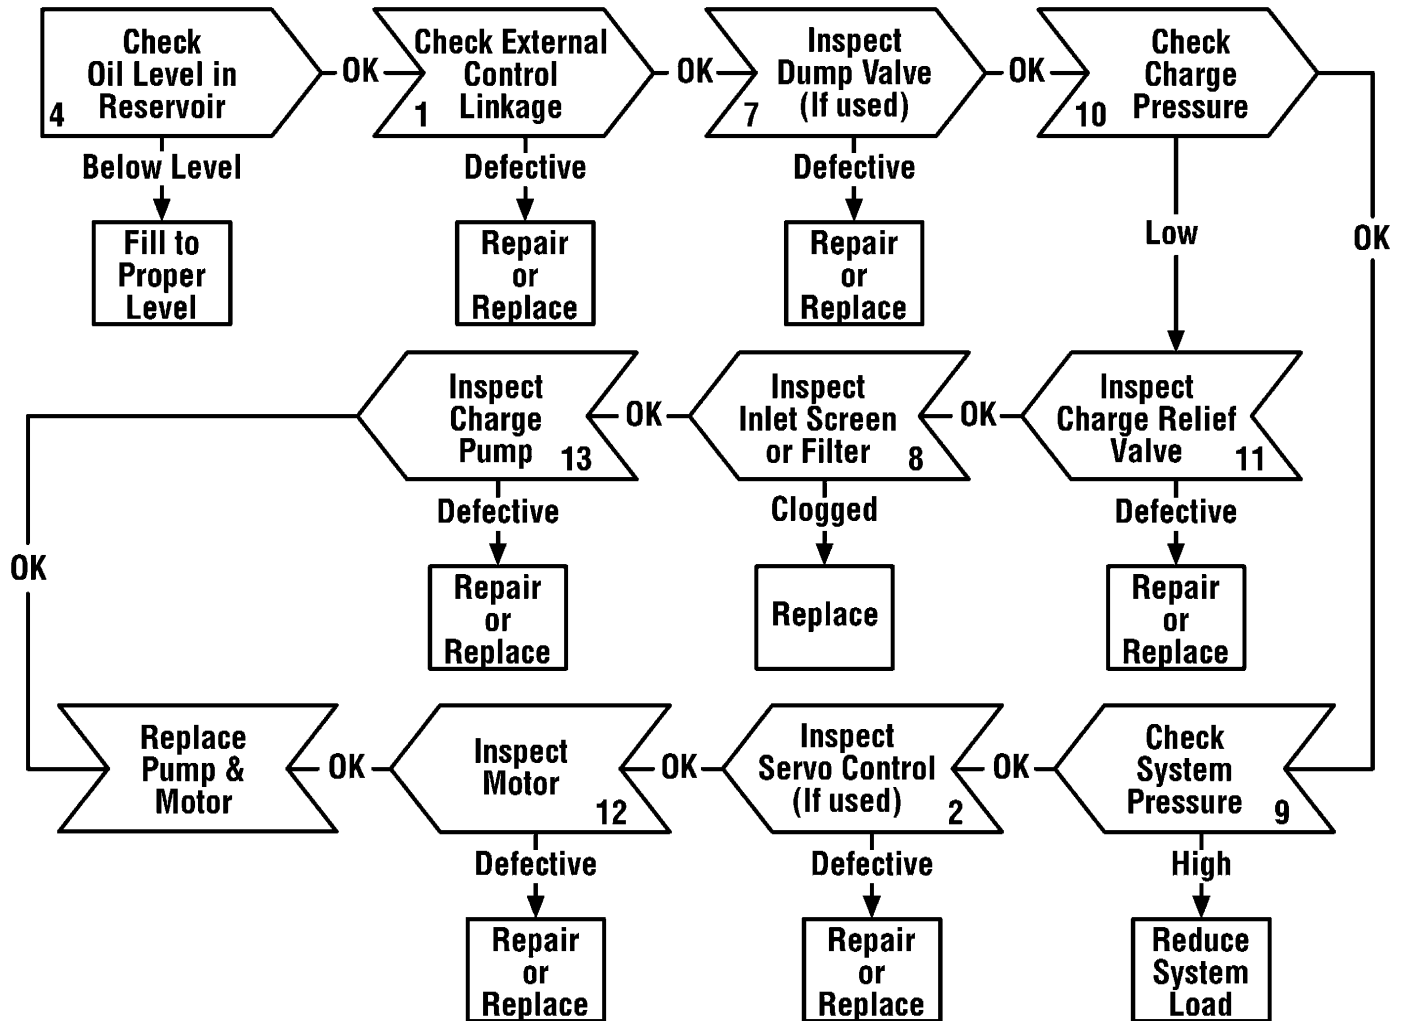 Check
Oil Level in
Reservoir
4
OK
Check External
Control
Linkage
1
OK
Inspect
Dump Valve
(If used)
7
OK
Check
Charge
Pressure
10
Below Level
Defective
Defective
Low
OK
Fill to
Proper
Level
Repair
or
Replace
Repair
or
Replace
Inspect
Charge
Pump
13
OK
Inspect
Inlet Screen
or Filter
8
OK
Inspect
Charge Relief
Valve
11
Defective
Clogged
Defective
OK
Repair
or
Replace
Replace
Repair
or
Replace
Replace
Pump &
Motor
OK
Inspect
Motor
12
OK
Inspect
Servo Control
(If used)
2
OK
Check
System
Pressure
9
Defective
Defective
High
Repair
or
Replace
Repair
or
Replace
Reduce
System
Load